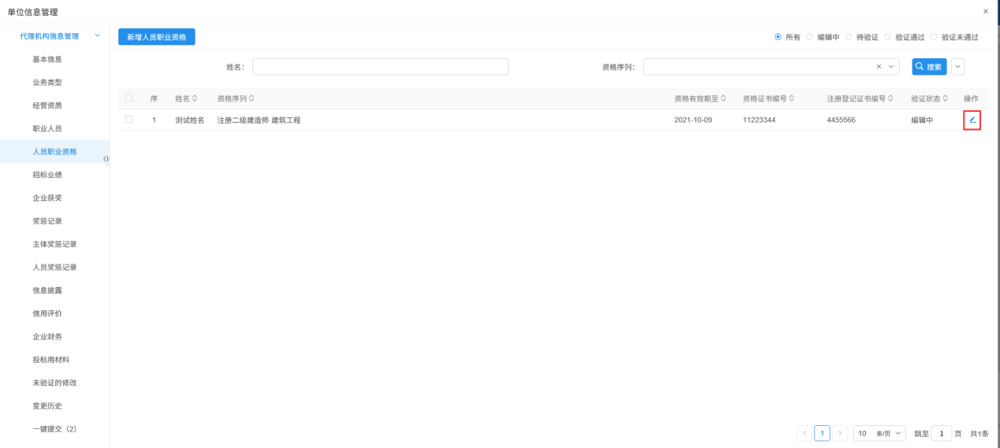 单位信息管理
代理机构信息管理
基本信息
业务类型
经营资质
职业人员
人员职业资格
招标业绩
企业获奖
奖惩记录
主体奖惩记录
人员奖惩记录
信息披露
信用评价
企业财务
投标用材料
未验证的修改
变更历史
一键提交（2）
新增人员职业资格
所有 编辑中 待验证 验证通过 验证未通过
姓名： 资格序列： 搜索
序 姓名 资格序列 资格有效期至 资格证书编号 注册登记证书编号 验证状态 操作
1 测试姓名 注册二级建造师·建筑工程 2021-10-09 11223344 4455566 编辑中
1 10 条/页 跳至 1 页 共1条